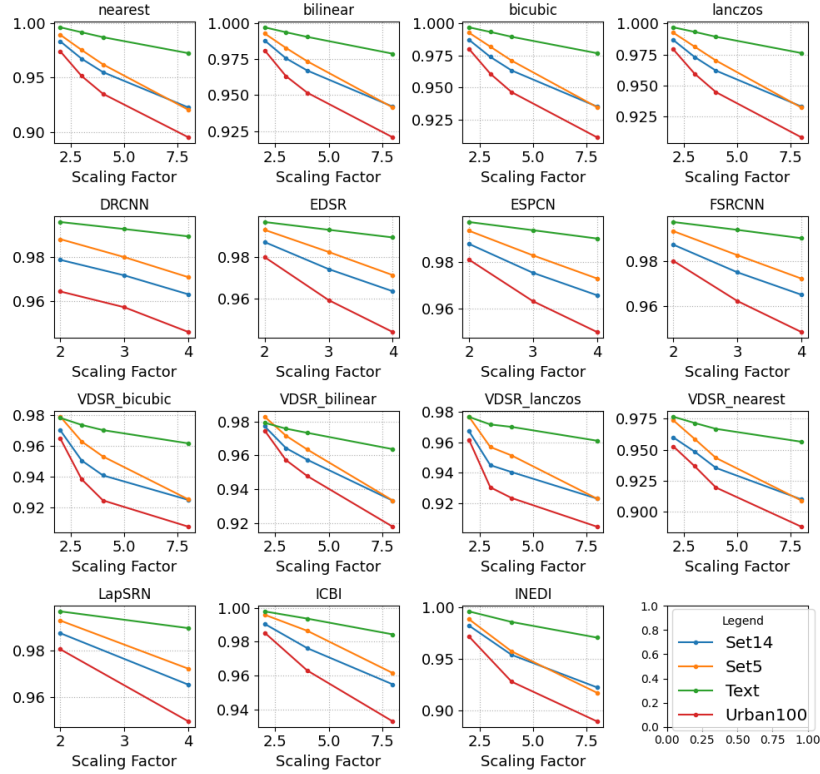 nearest
1.00
0.95
0.90
2.5 5.0 7.5
Scaling Factor
bilinear
1.000
0.975
0.950
0.925
2.5 5.0 7.5
Scaling Factor
bicubic
1.000
0.975
0.950
0.925
2.5 5.0 7.5
Scaling Factor
lanczos
1.000
0.975
0.950
0.925
2.5 5.0 7.5
Scaling Factor
DRCNN
0.98
0.96
2 3 4
Scaling Factor
EDSR
0.98
0.96
2 3 4
Scaling Factor
ESPCN
0.98
0.96
2 3 4
Scaling Factor
FSRCNN
0.98
0.96
2 3 4
Scaling Factor
VDSR_bicubic
0.98
0.96
0.94
0.92
2.5 5.0 7.5
Scaling Factor
VDSR_bilinear
0.98
0.96
0.94
0.92
2.5 5.0 7.5
Scaling Factor
VDSR_lanczos
0.98
0.96
0.94
0.92
2.5 5.0 7.5
Scaling Factor
VDSR_nearest
0.975
0.950
0.925
0.900
2.5 5.0 7.5
Scaling Factor
LapSRN
0.98
0.96
2 3 4
Scaling Factor
ICBI
1.00
0.98
0.96
0.94
2.5 5.0 7.5
Scaling Factor
INEDI
1.00
0.95
0.90
2.5 5.0 7.5
Scaling Factor
1.0
0.8
0.6
0.4
0.2
0.0
0.00 0.25 0.50 0.75 1.00
Legend
Set14
Set5
Text
Urban100